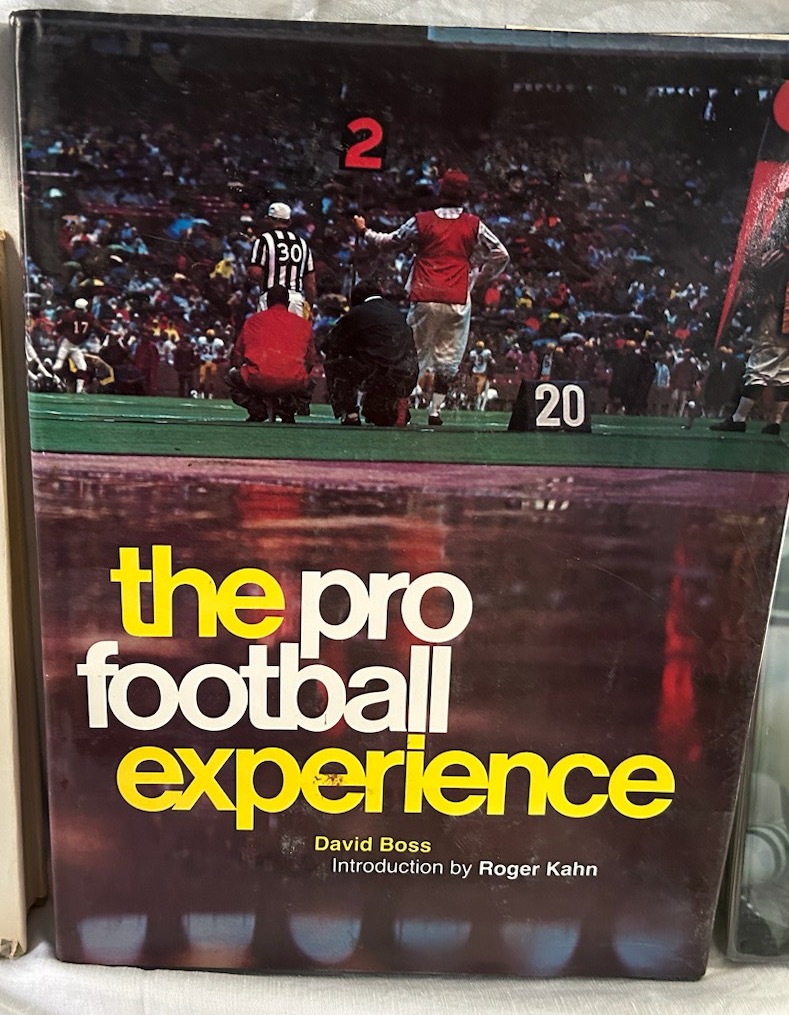 2
30
17
20
the pro
football
experience
David Boss
Introduction by Roger Kahn